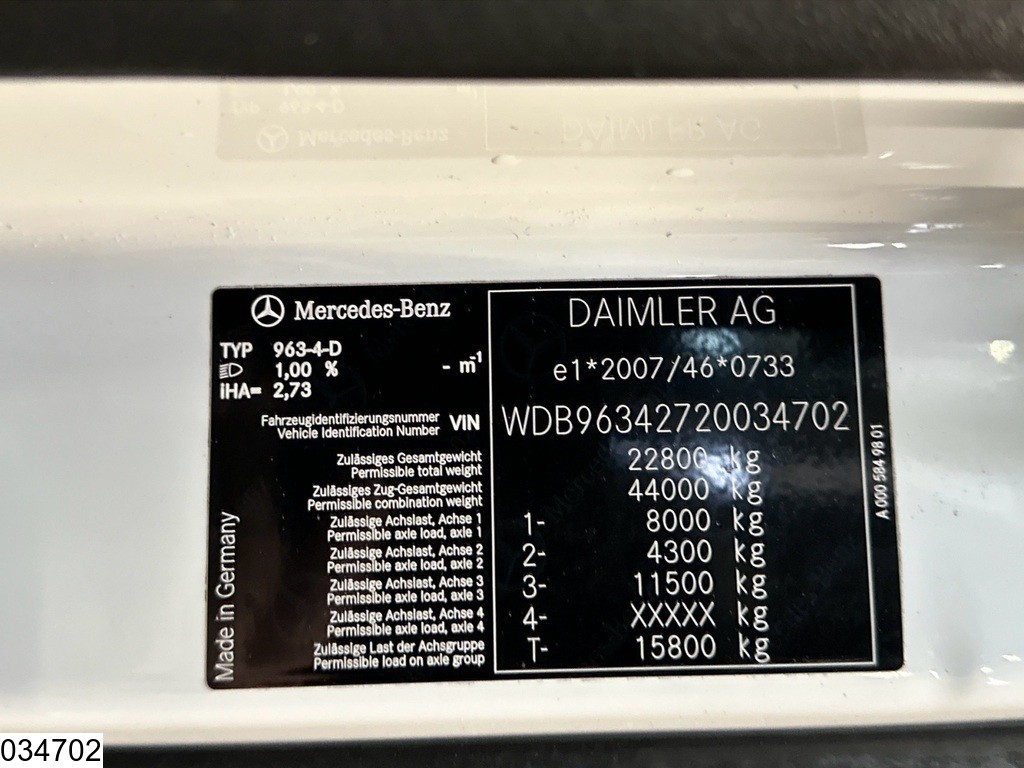 Mercedes-Benz
DAIMLER AG
TYP 963-4-D
1,00 % - m-1
iHA= 2,73
e1*2007/46*0733
Fahrzeugidentifizierungsnummer
Vehicle Identification Number VIN WDB96342720034702
Zulässiges Gesamtgewicht
Permissible total weight 22800 kg
Zulässiges Zug-Gesamtgewicht
Permissible combination weight 44000 kg
Zulässige Achslast, Achse 1
Permissible axle load, axle 1 1- 8000 kg
Zulässige Achslast, Achse 2
Permissible axle load, axle 2 2- 4300 kg
Zulässige Achslast, Achse 3
Permissible axle load, axle 3 3- 11500 kg
Zulässige Achslast, Achse 4
Permissible axle load, axle 4 4- XXXXX kg
Zulässige Last der Achsgruppe
Permissible load on axle group T- 15800 kg
Made in Germany
A 000 584 98 01
034702